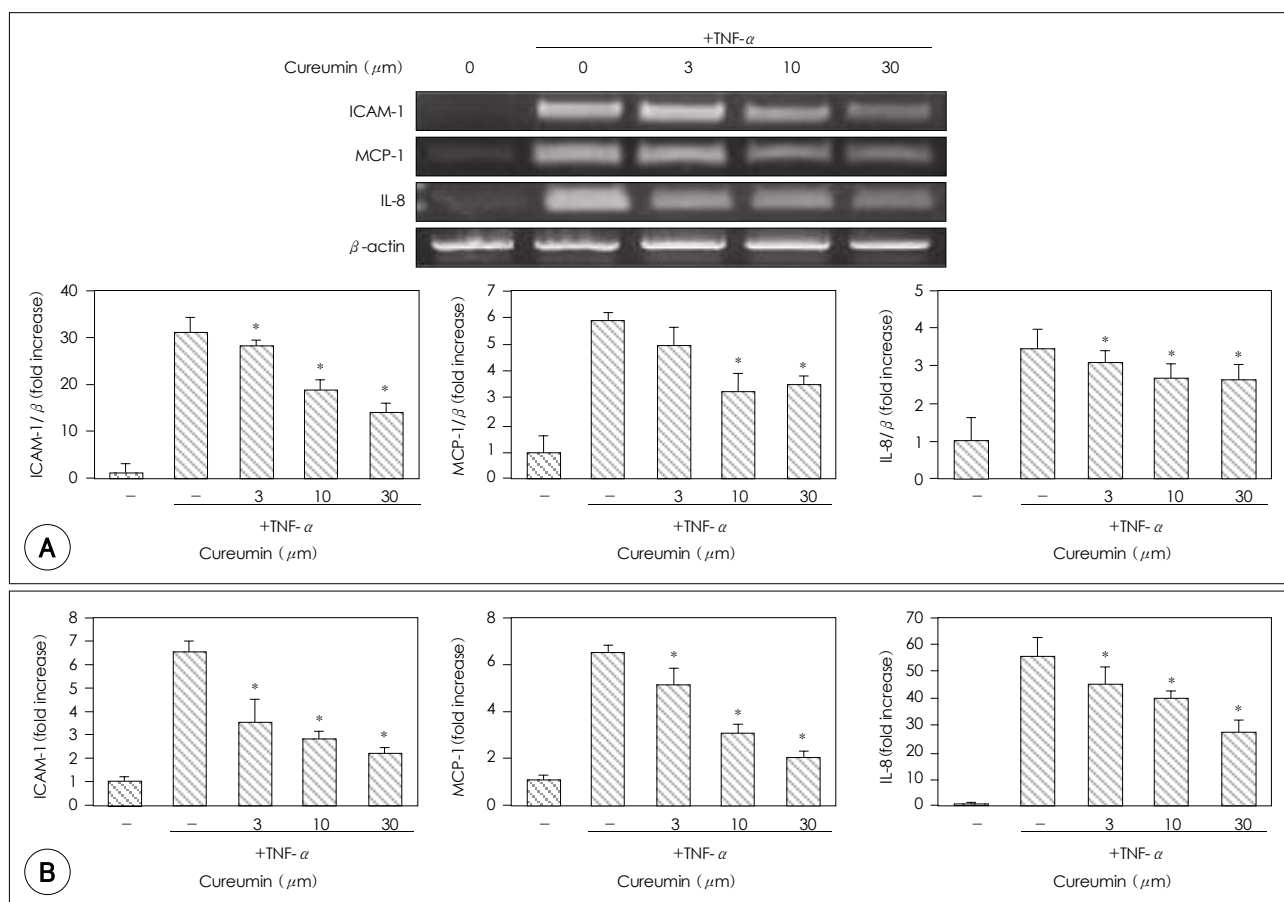 +TNF-α
Cureumin (μm) 0 0 3 10 30
ICAM-1
MCP-1
IL-8
β-actin
ICAM-1/β (fold increase)
40
30
20
10
0
− − 3 10 30
+TNF-α
Cureumin (μm)
MCP-1/β (fold increase)
7
6
5
4
3
2
1
0
− − 3 10 30
+TNF-α
Cureumin (μm)
IL-8/β (fold increase)
5
4
3
2
1
0
− − 3 10 30
+TNF-α
Cureumin (μm)
* * *
* *
* * *
A
ICAM-1 (fold increase)
8
7
6
5
4
3
2
1
0
− − 3 10 30
+TNF-α
Cureumin (μm)
MCP-1 (fold increase)
8
6
4
2
0
− − 3 10 30
+TNF-α
Cureumin (μm)
IL-8 (fold increase)
70
60
50
40
30
20
10
0
− − 3 10 30
+TNF-α
Cureumin (μm)
* * *
* * *
* * *
B